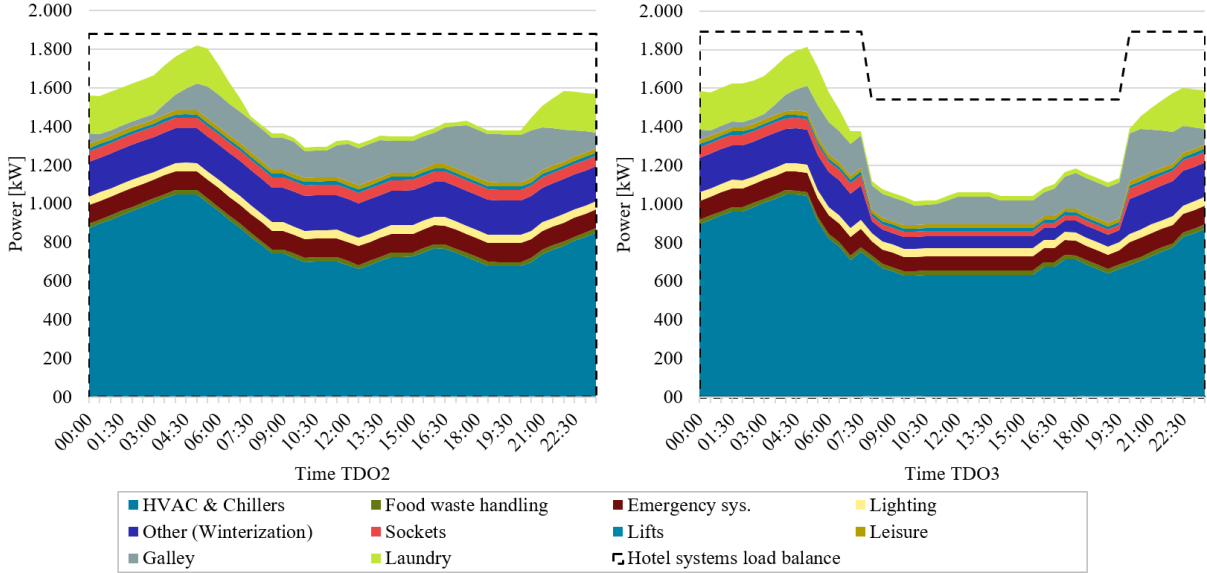 2.000
1.800
1.600
1.400
1.200
1.000
800
600
400
200
00
Power [kW]
00:00 01:30 03:00 04:30 06:00 07:30 09:00 10:30 12:00 13:30 15:00 16:30 18:00 19:30 21:00 22:30
Time TDO2
2.000
1.800
1.600
1.400
1.200
1.000
800
600
400
200
00
Power [kW]
00:00 01:30 03:00 04:30 06:00 07:30 09:00 10:30 12:00 13:30 15:00 16:30 18:00 19:30 21:00 22:30
Time TDO3
HVAC & Chillers Food waste handling Emergency sys. Lighting
Other (Winterization) Sockets Lifts Leisure
Galley Laundry Hotel systems load balance